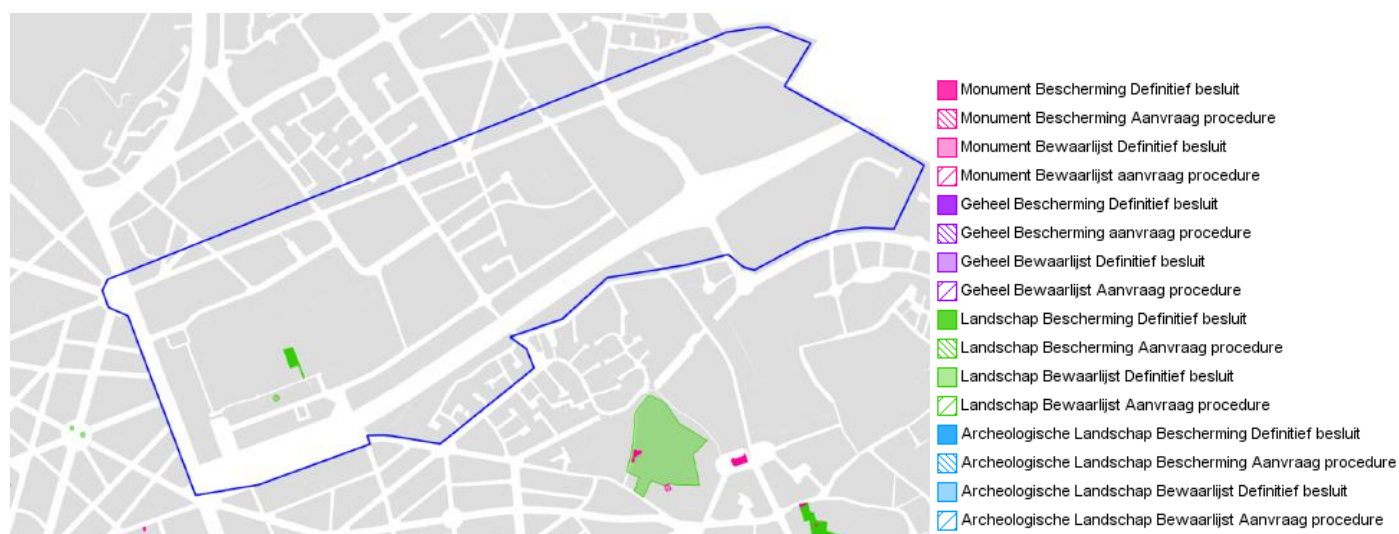 Monument Bescherming Definitief besluit
Monument Bescherming Aanvraag procedure
Monument Bewaarlijst Definitief besluit
Monument Bewaarlijst aanvraag procedure
Geheel Bescherming Definitief besluit
Geheel Bescherming aanvraag procedure
Geheel Bewaarlijst Definitief besluit
Geheel Bewaarlijst Aanvraag procedure
Landschap Bescherming Definitief besluit
Landschap Bescherming Aanvraag procedure
Landschap Bewaarlijst Definitief besluit
Landschap Bewaarlijst Aanvraag procedure
Archeologische Landschap Bescherming Definitief besluit
Archeologische Landschap Bescherming Aanvraag procedure
Archeologische Landschap Bewaarlijst Definitief besluit
Archeologische Landschap Bewaarlijst Aanvraag procedure